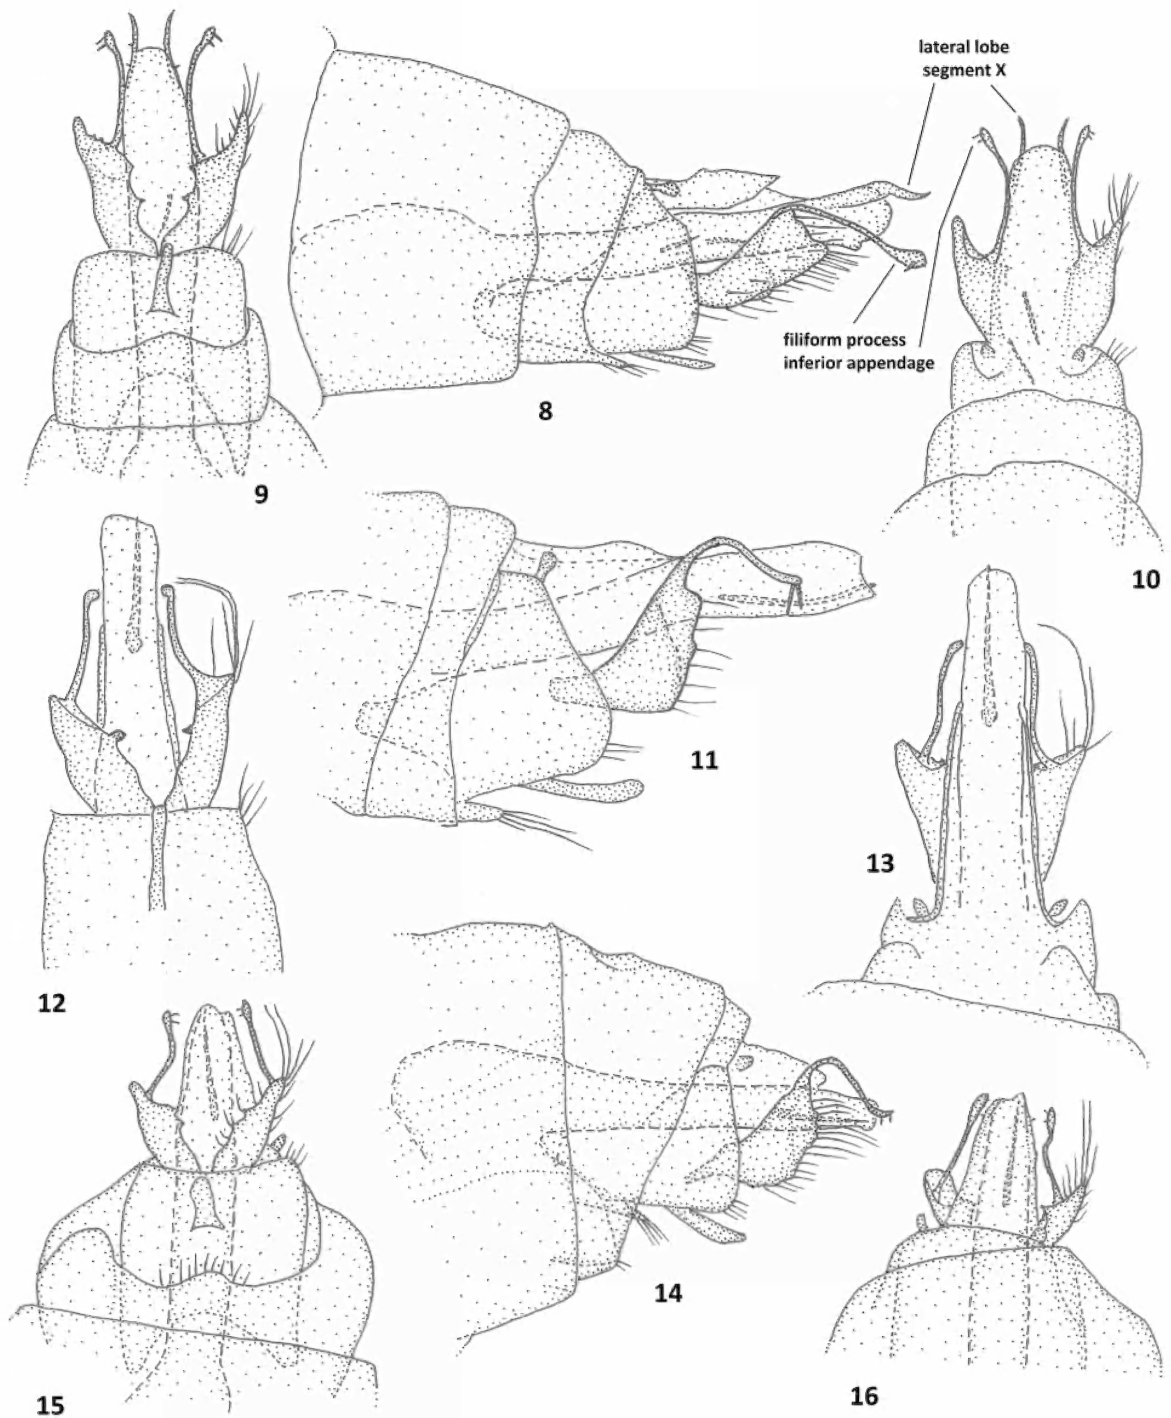 lateral lobe
segment X
filiform process
inferior appendage
8
9
10
11
12
13
14
15
16